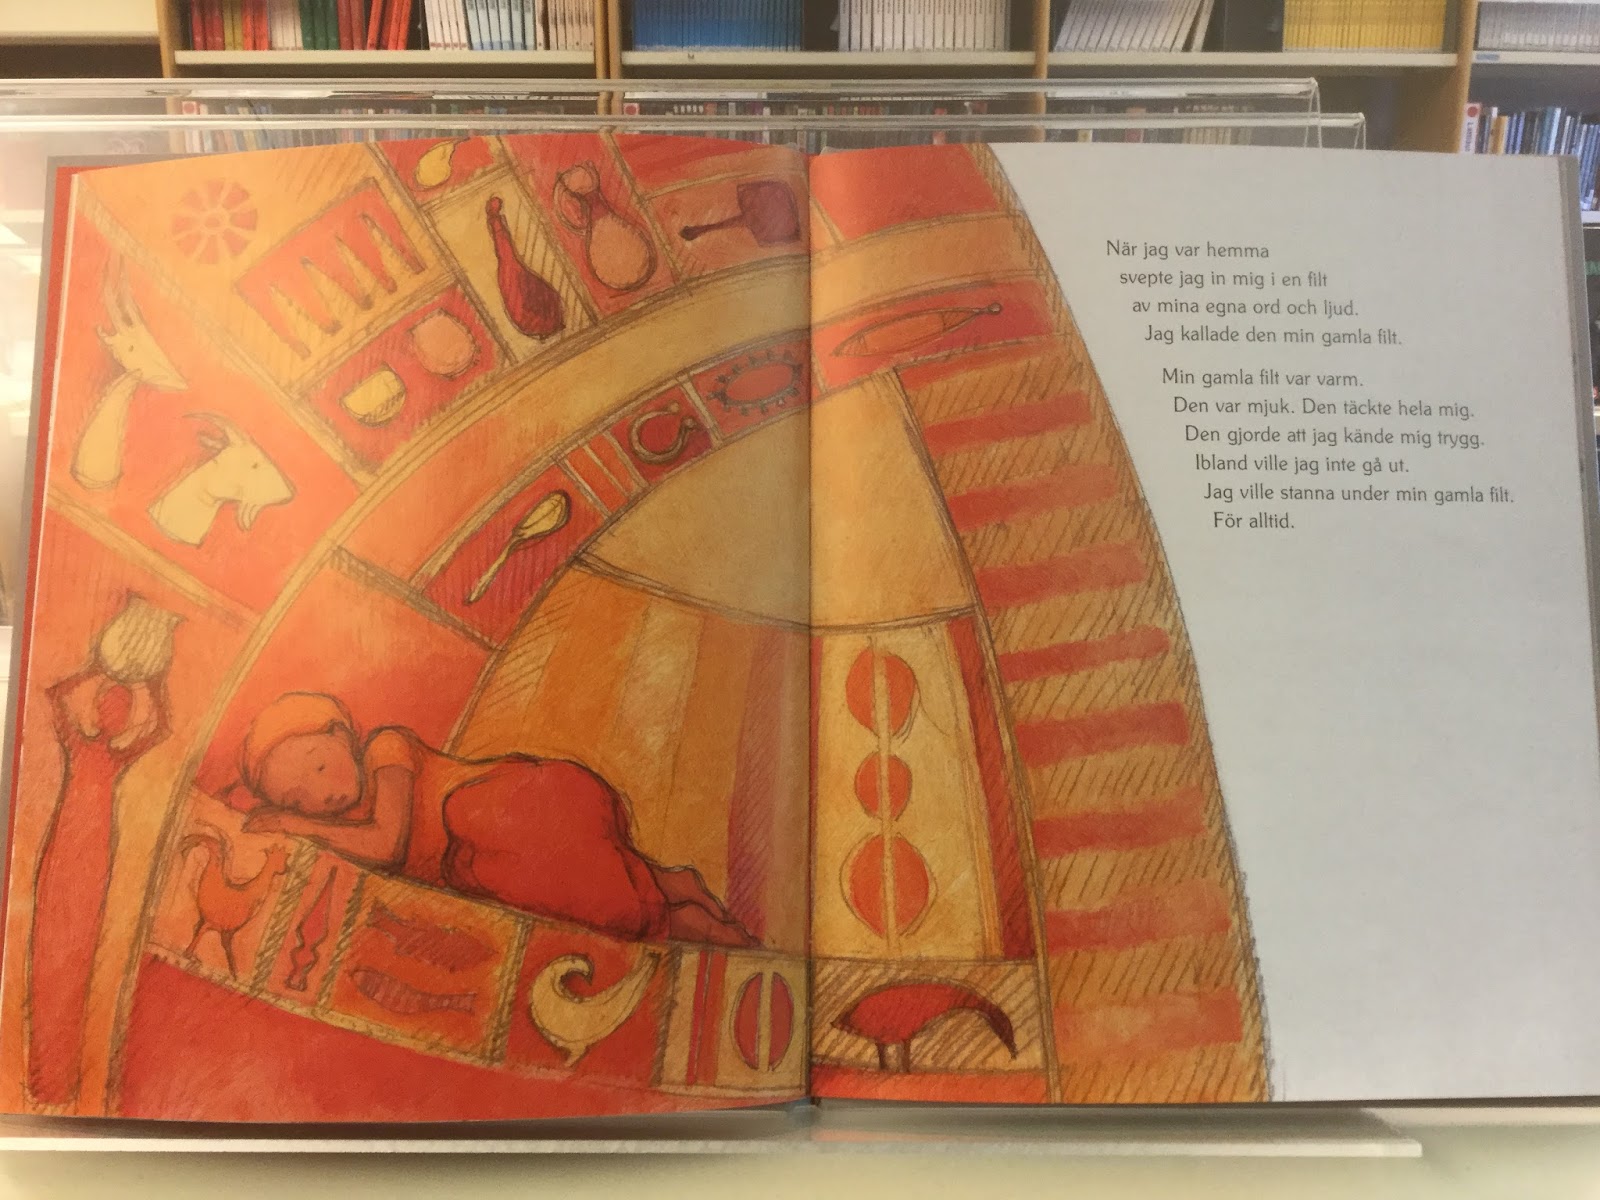 När jag var hemma
svepte jag in mig i en filt
av mina egna ord och ljud.
Jag kallade den min gamla filt.
Min gamla filt var varm.
Den var mjuk. Den täckte hela mig.
Den gjorde att jag kände mig trygg.
Ibland ville jag inte gå ut.
Jag ville stanna under min gamla filt.
För alltid.